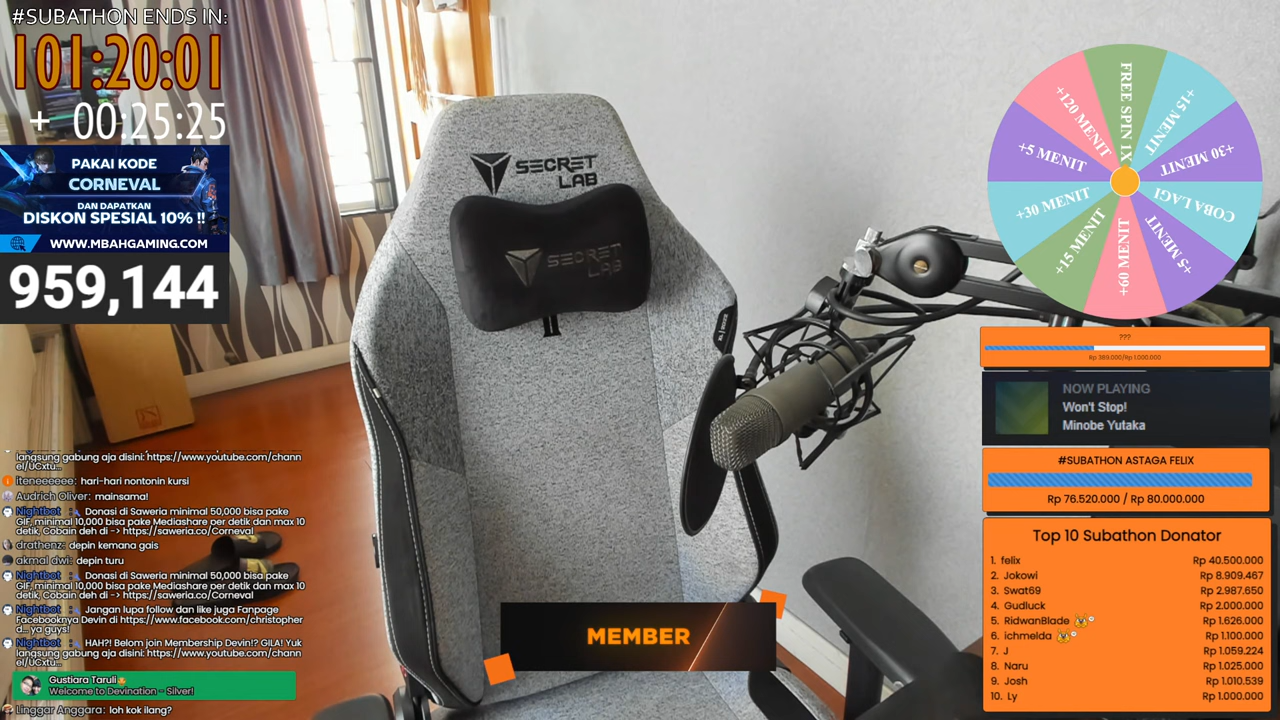 #SUBATHON ENDS IN:
101:20:01
+ 00:25:25
PAKAI KODE
CORNEVAL
DAN DAPATKAN
DISKON SPESIAL 10% !!
WWW.MBAHGAMING.COM
959,144
langsung gabung aja disini: https://www.youtube.com/chann
el/UCxtu...
iteneeeeee: hari-hari nontonin kursi
Audrich Oliver: mainsama!
Nightbot Donasi di Saweria minimal 50,000 bisa pake
GIF, minimal 10,000 bisa pake Mediashare per detik dan max 10
detik, Cobain deh di -> https://saweria.co/Corneval
drathenz: depin kemana gais
akmal dwi: depin turu
Nightbot Donasi di Saweria minimal 50,000 bisa pake
GIF, minimal 10,000 bisa pake Mediashare per detik dan max 10
detik, Cobain deh di -> https://saweria.co/Corneval
Nightbot Jangan lupa follow dan like juga Fanpage
Facebooknya Devin di https://www.facebook.com/christopher
d... ya guys!
Nightbot HAH?! Belom join Membership Devin!? GILA! Yuk
langsung gabung aja disini: https://www.youtube.com/chann
el/UCxtu...
Gustiara Taruli
Welcome to Devination - Silver!
Linggar Anggara: loh kok ilang?
SECRET
LAB
SECRET
LAB
MEMBER
FREE SPIN 1X
+15 MENIT
+30 MENIT
COBA LAGI
+5 MENIT
+60 MENIT
+15 MENIT
+30 MENIT
+5 MENIT
+120 MENIT
???
Rp 389.000/Rp 1.000.000
NOW PLAYING
Won't Stop!
Minobe Yutaka
#SUBATHON ASTAGA FELIX
Rp 76.520.000 / Rp 80.000.000
Top 10 Subathon Donator
1. felix Rp 40.500.000
2. Jokowi Rp 8.909.467
3. Swat69 Rp 2.987.650
4. Gudluck Rp 2.000.000
5. RidwanBlade Rp 1.626.000
6. ichmelda Rp 1.100.000
7. J Rp 1.059.224
8. Naru Rp 1.025.000
9. Josh Rp 1.010.539
10. Ly Rp 1.000.000